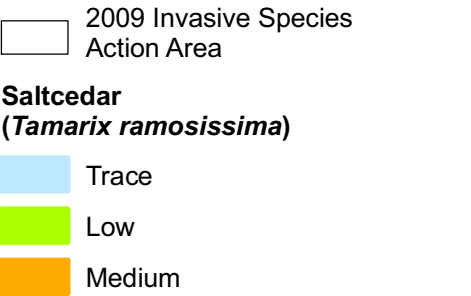 2009 Invasive Species
Action Area
Saltcedar
(Tamarix ramosissima)
Trace
Low
Medium